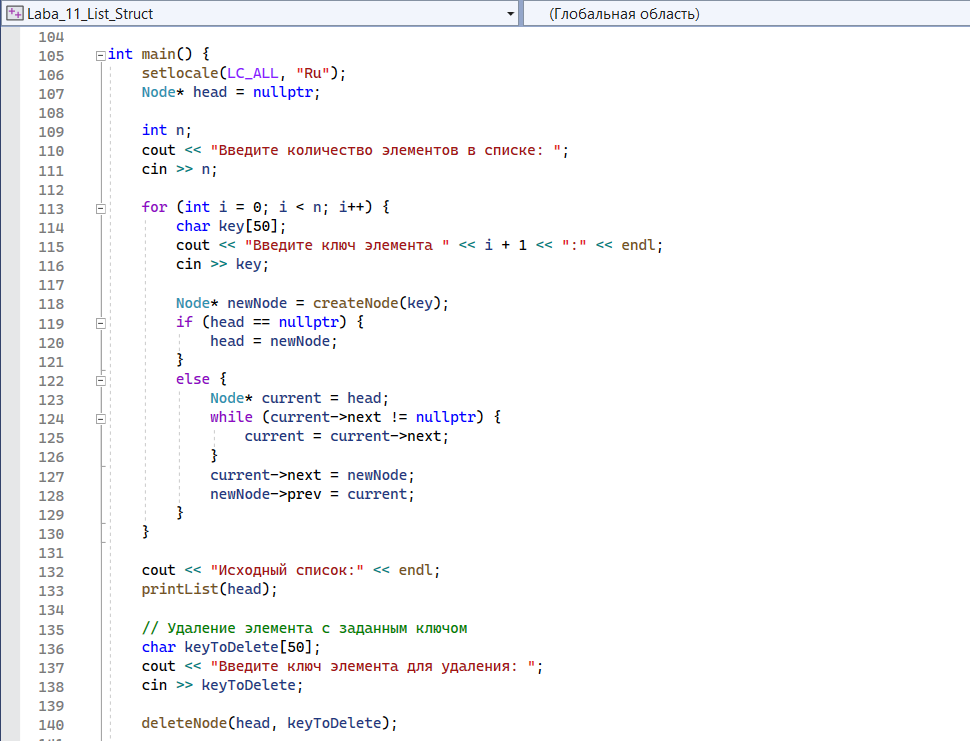 Laba_11_List_Struct (Глобальная область)
104
105 int main() {
106 setlocale(LC_ALL, "Ru");
107 Node* head = nullptr;
108
109 int n;
110 cout << "Введите количество элементов в списке: ";
111 cin >> n;
112
113 for (int i = 0; i < n; i++) {
114 char key[50];
115 cout << "Введите ключ элемента " << i + 1 << ":" << endl;
116 cin >> key;
117
118 Node* newNode = createNode(key);
119 if (head == nullptr) {
120 head = newNode;
121 }
122 else {
123 Node* current = head;
124 while (current->next != nullptr) {
125 current = current->next;
126 }
127 current->next = newNode;
128 newNode->prev = current;
129 }
130 }
131
132 cout << "Исходный список:" << endl;
133 printList(head);
134
135 // Удаление элемента с заданным ключом
136 char keyToDelete[50];
137 cout << "Введите ключ элемента для удаления: ";
138 cin >> keyToDelete;
139
140 deleteNode(head, keyToDelete);